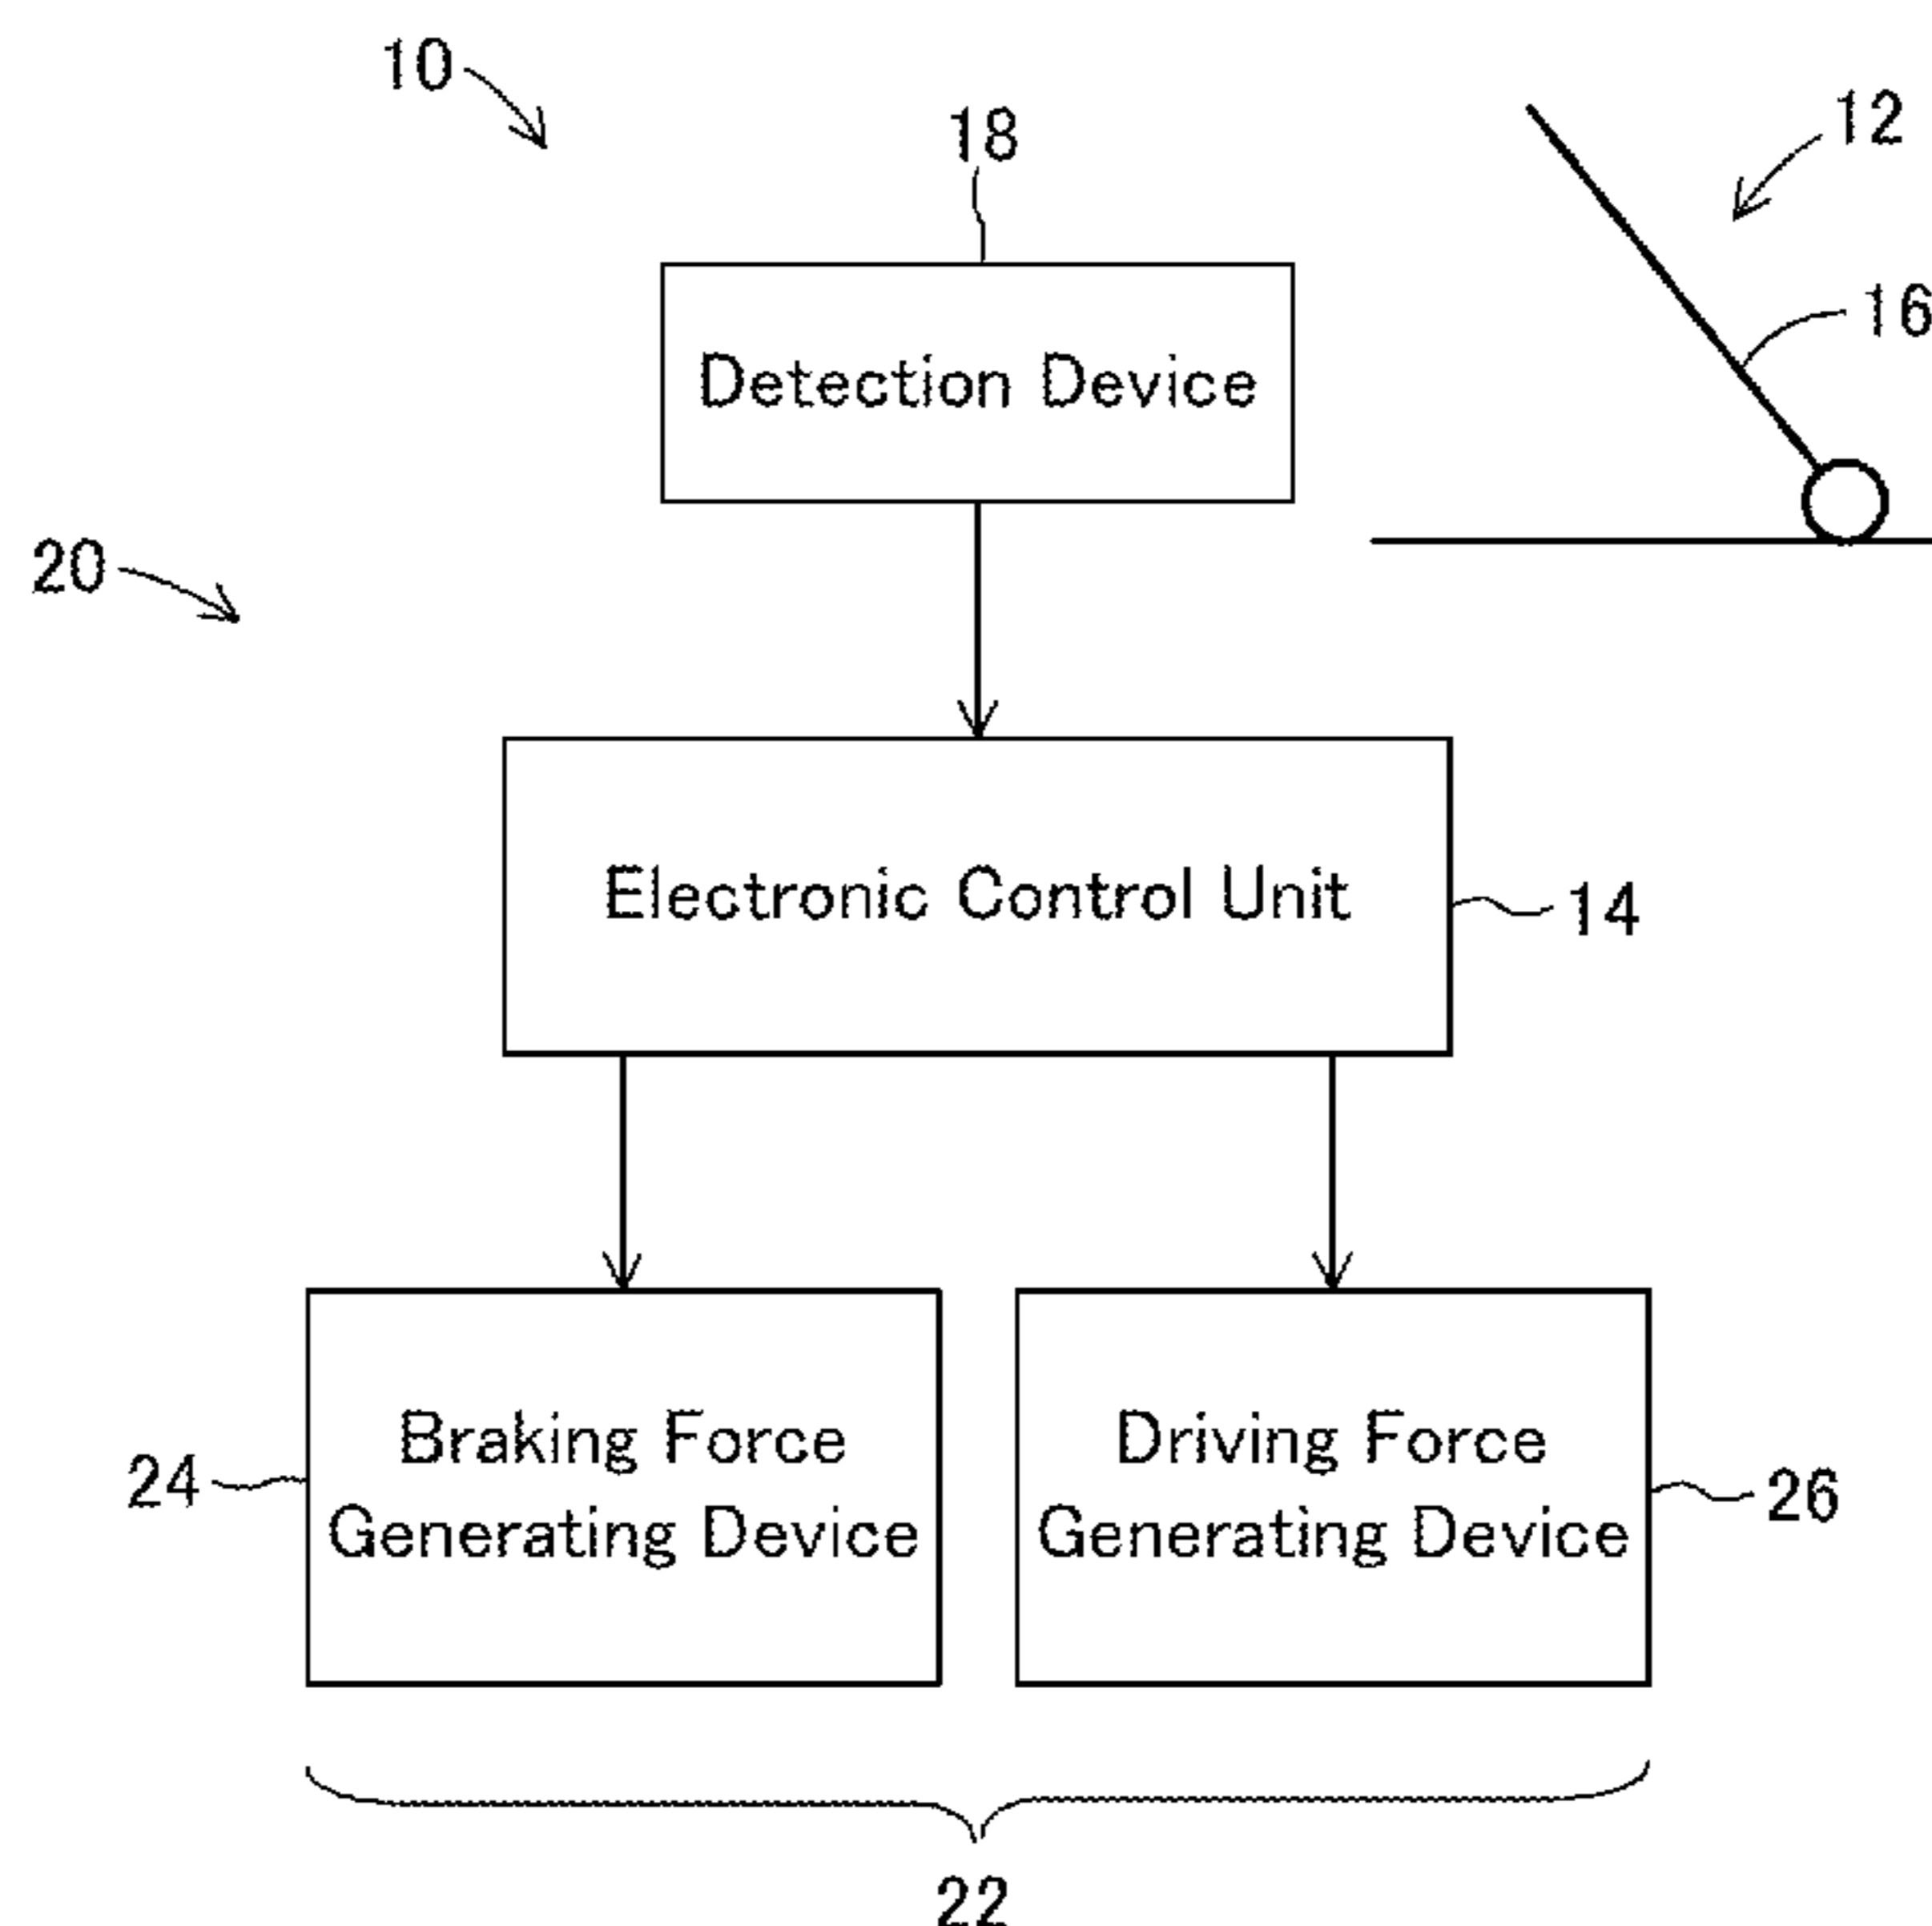 10
18
12
16
Detection Device
20
Electronic Control Unit
14
Braking Force
Generating Device
Driving Force
Generating Device
24
26
22